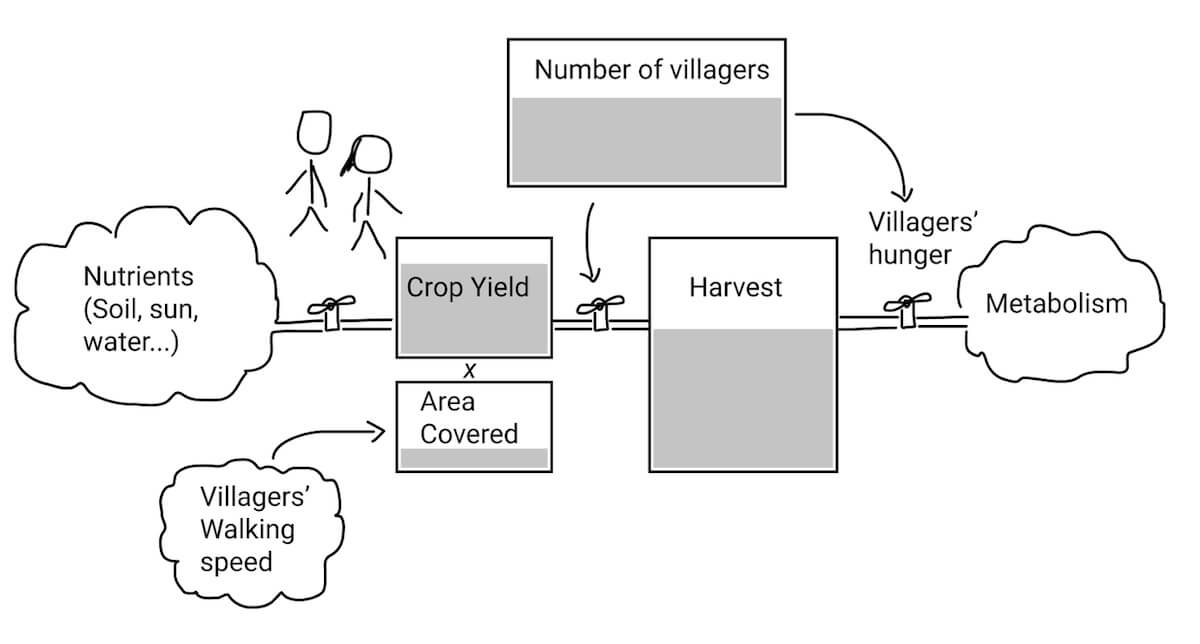 Number of villagers
Villagers'
hunger
Nutrients
(Soil, sun,
water...)
Crop Yield
Harvest
Metabolism
x
Area
Covered
Villagers'
Walking
speed